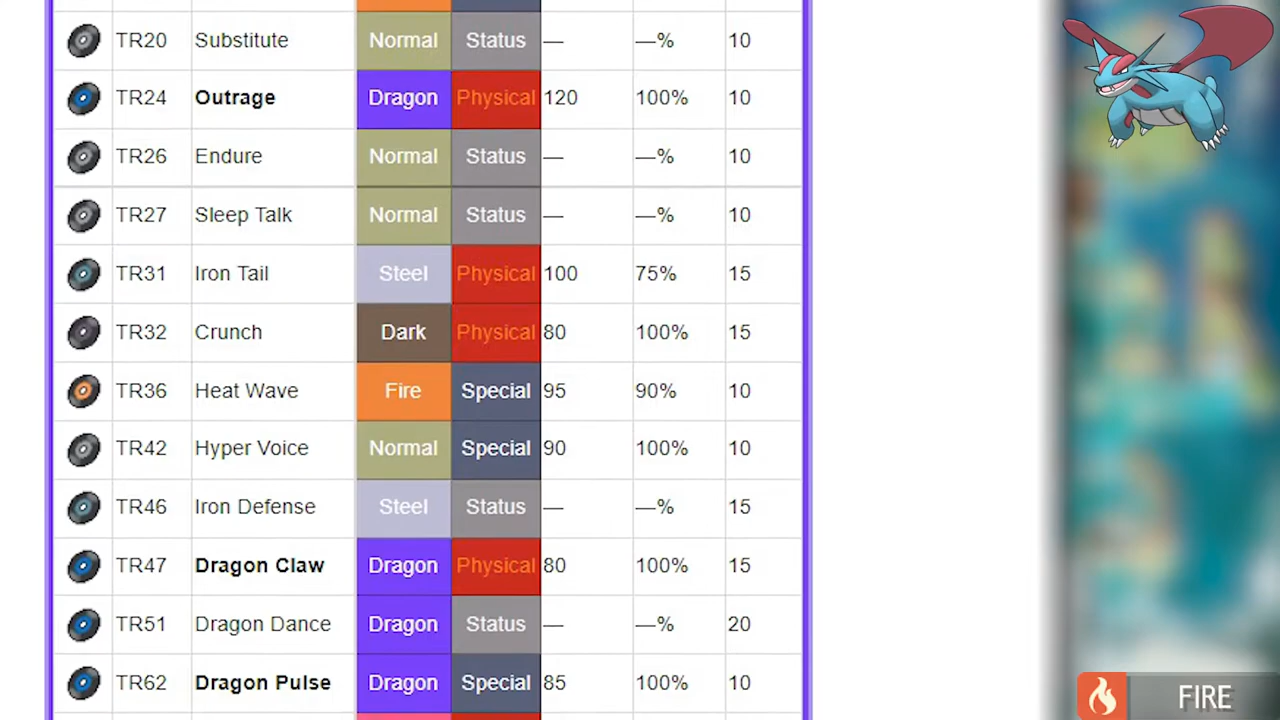 TR20 Substitute Normal Status — —% 10
TR24 Outrage Dragon Physical 120 100% 10
TR26 Endure Normal Status — —% 10
TR27 Sleep Talk Normal Status — —% 10
TR31 Iron Tail Steel Physical 100 75% 15
TR32 Crunch Dark Physical 80 100% 15
TR36 Heat Wave Fire Special 95 90% 10
TR42 Hyper Voice Normal Special 90 100% 10
TR46 Iron Defense Steel Status — —% 15
TR47 Dragon Claw Dragon Physical 80 100% 15
TR51 Dragon Dance Dragon Status — —% 20
TR62 Dragon Pulse Dragon Special 85 100% 10
FIRE